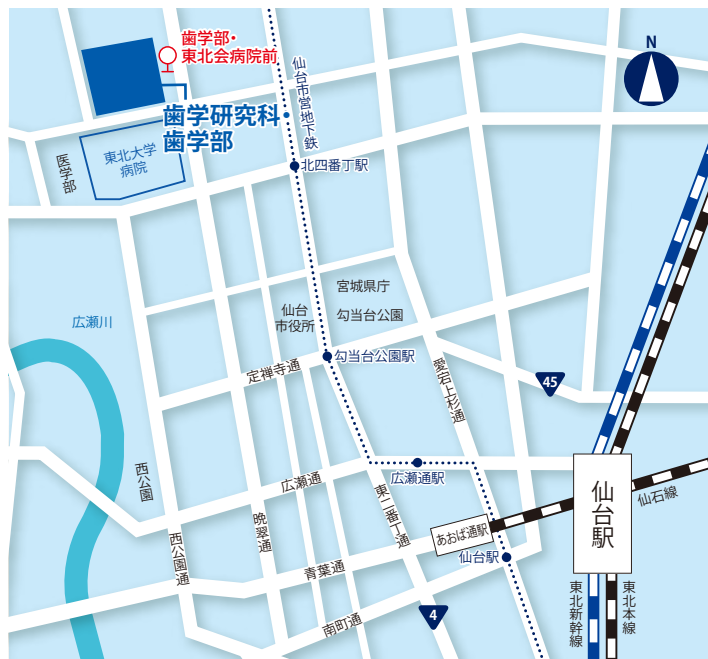 歯学部・
東北会病院前
N
仙台市営地下鉄
歯学研究科
歯学部
東北大学
病院
医学部
北四番丁駅
宮城県庁
勾当台公園
仙台
市役所
広瀬川
勾当台公園駅
定禅寺通
愛宕上杉通
45
西公園
広瀬通
広瀬通駅
東二番丁通
晩翠通
西公園通
仙台駅
仙石線
あおば通駅
仙台駅
青葉通
南町通
4
東北新幹線
東北本線